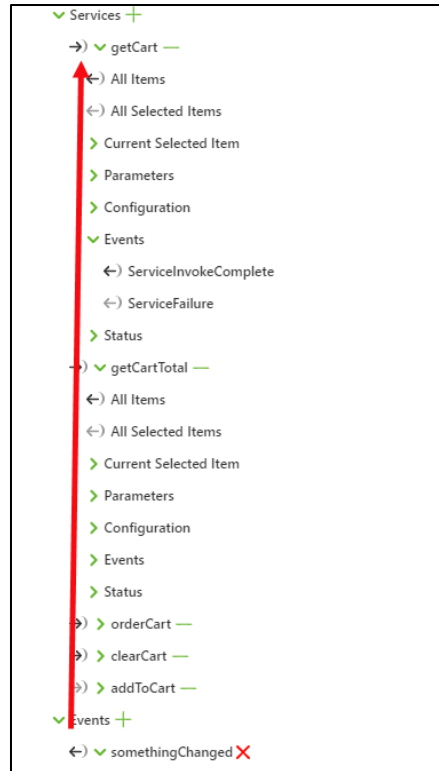 Services
getCart
All Items
All Selected Items
Current Selected Item
Parameters
Configuration
Events
ServiceInvokeComplete
ServiceFailure
Status
getCartTotal
All Items
All Selected Items
Current Selected Item
Parameters
Configuration
Events
Status
orderCart
clearCart
addToCart
Events
somethingChanged